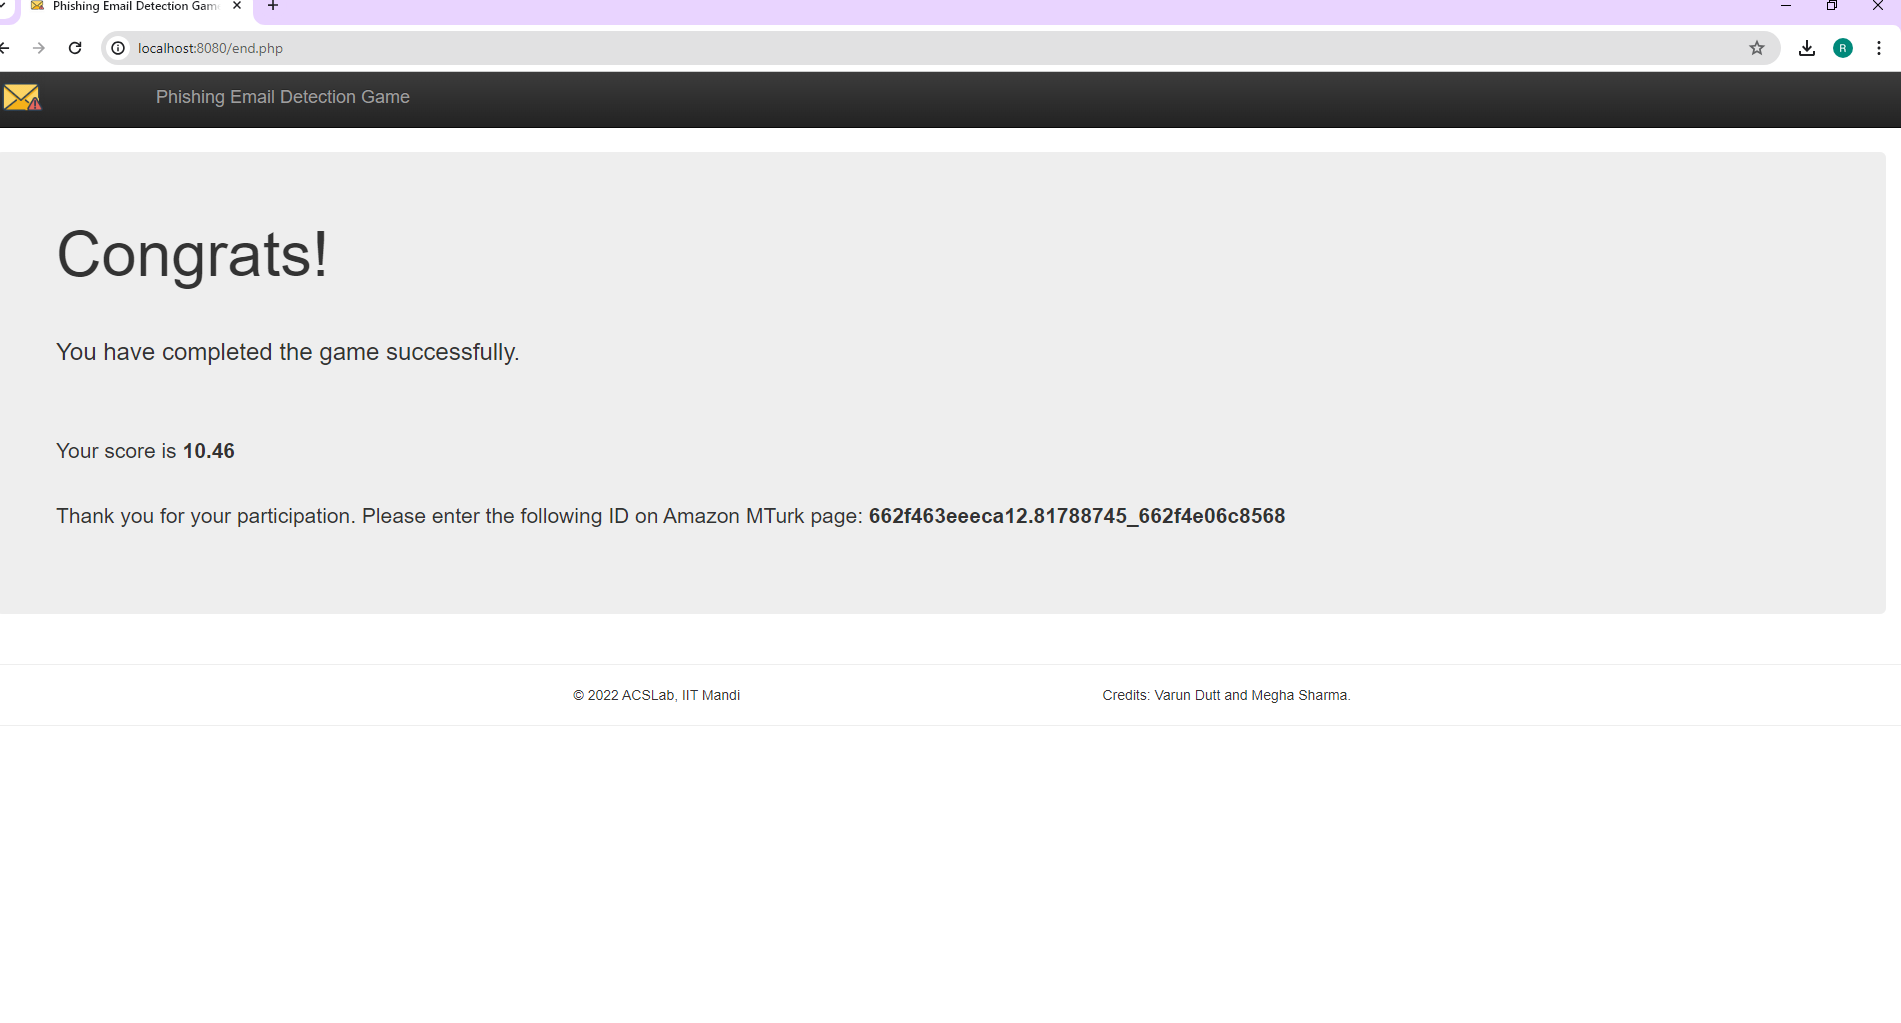 Phishing Email Detection Game
localhost:8080/end.php
R
Phishing Email Detection Game
Congrats!
You have completed the game successfully.
Your score is 10.46
Thank you for your participation. Please enter the following ID on Amazon MTurk page: 662f463eeeca12.81788745_662f4e06c8568
© 2022 ACSLab, IIT Mandi
Credits: Varun Dutt and Megha Sharma.